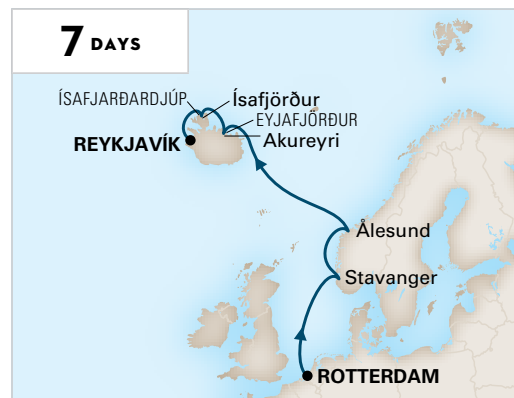 7 DAYS
ÍSAFJARÐARDJÚP
Ísafjörður
EYJAFJÖRÐUR
REYKJAVÍK
Akureyri
Ålesund
Stavanger
ROTTERDAM